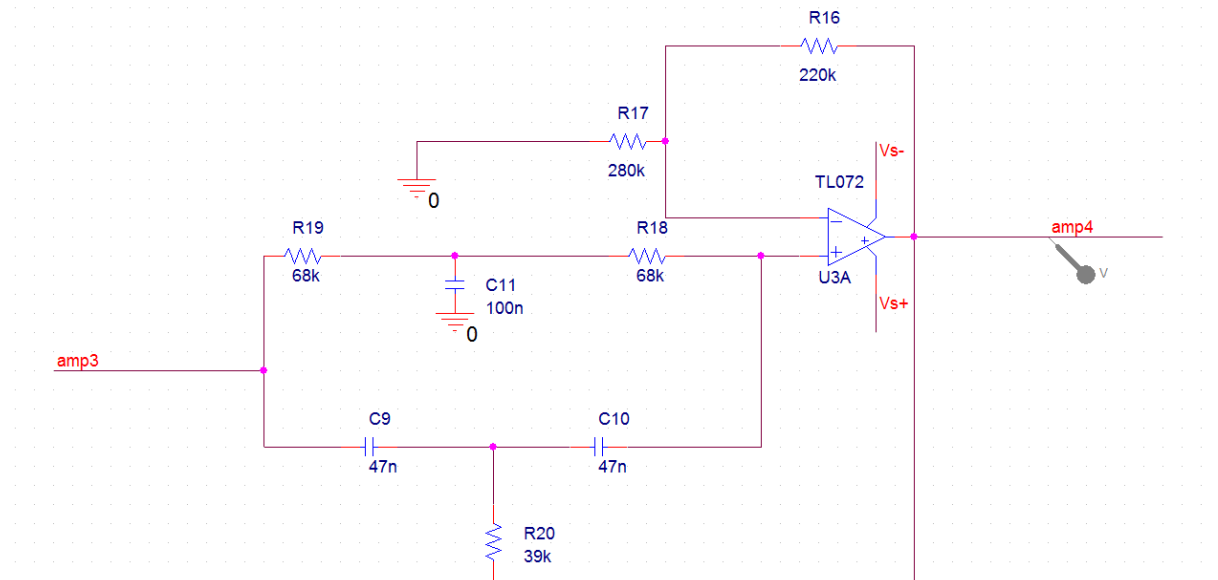 R16
220k
R17
280k
0
Vs-
TL072
−
+
+
U3A
Vs+
amp4
V
R19
68k
R18
68k
C11
100n
0
amp3
C9
47n
C10
47n
R20
39k